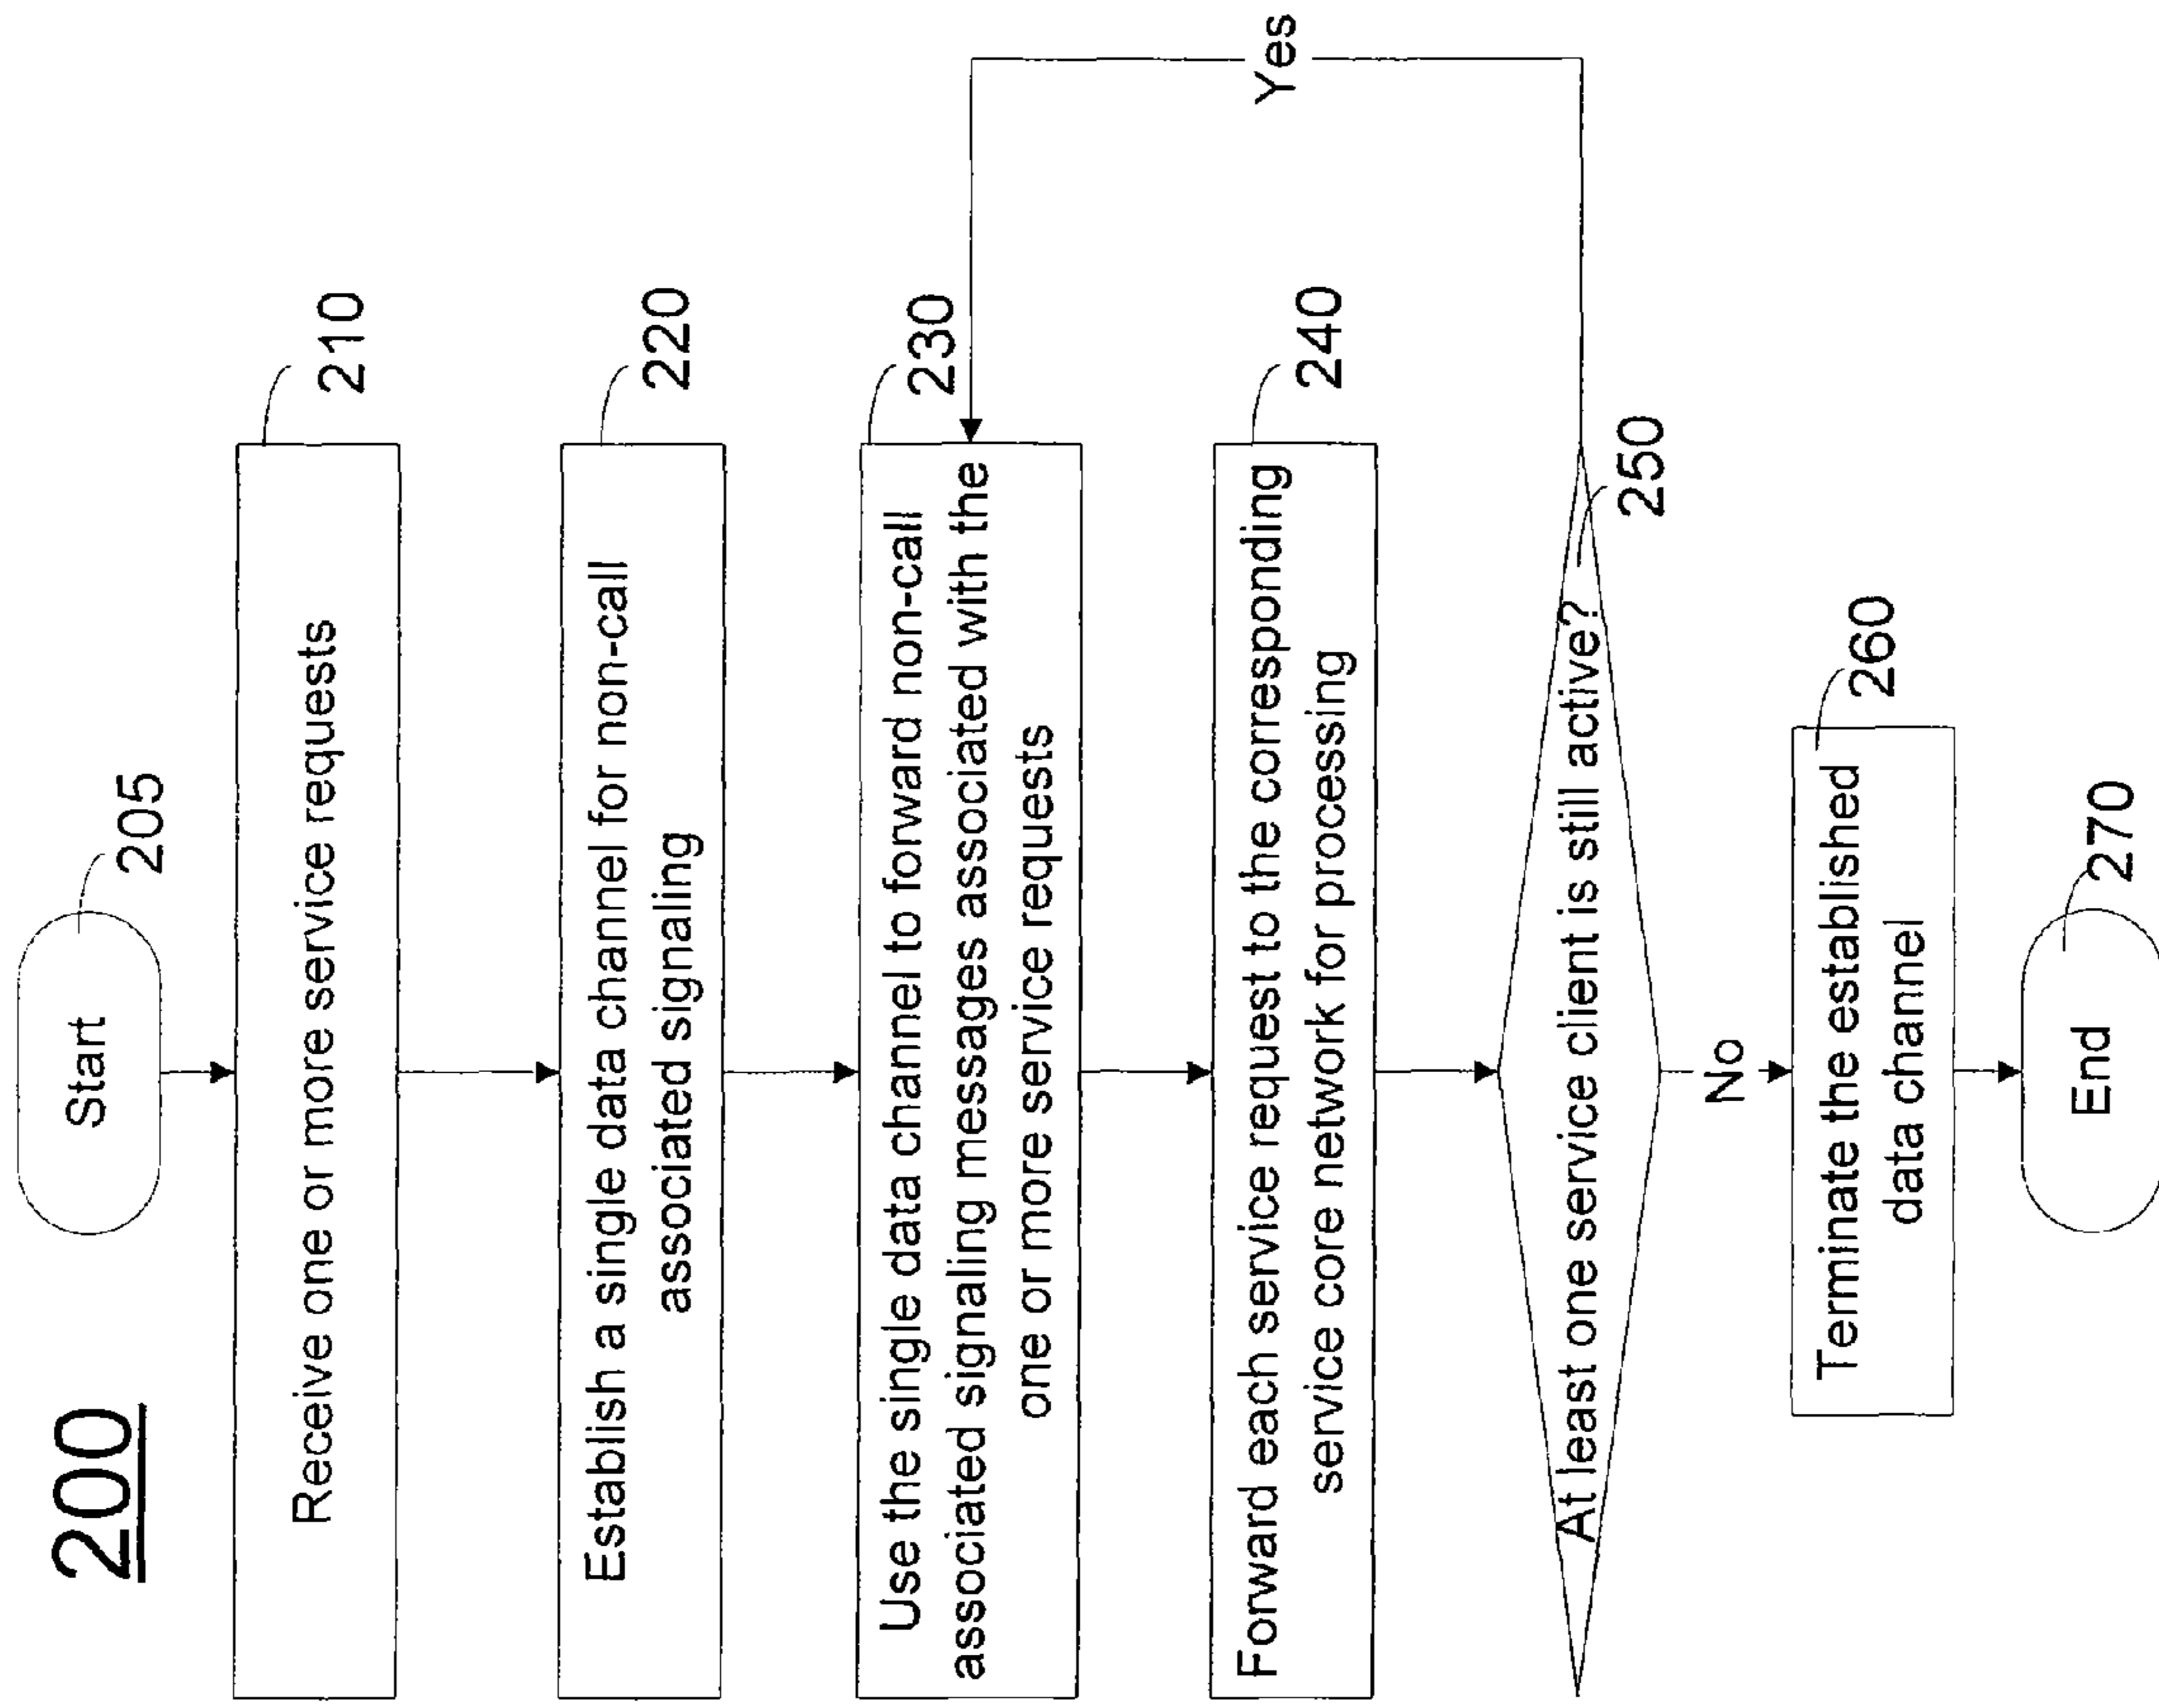 200
Start
205
Receive one or more service requests
210
Establish a single data channel for non-call
associated signaling
220
Use the single data channel to forward non-call
associated signaling messages associated with the
one or more service requests
230
Forward each service request to the corresponding
service core network for processing
240
At least one service client is still active?
250
Yes
No
Terminate the established
data channel
260
End
270